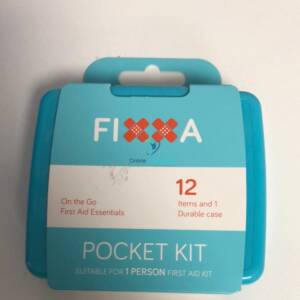 FIXXA
Online
On the Go
First Aid Essentials
12
Items and 1
Durable case
POCKET KIT
SUITABLE FOR 1 PERSON FIRST AID KIT